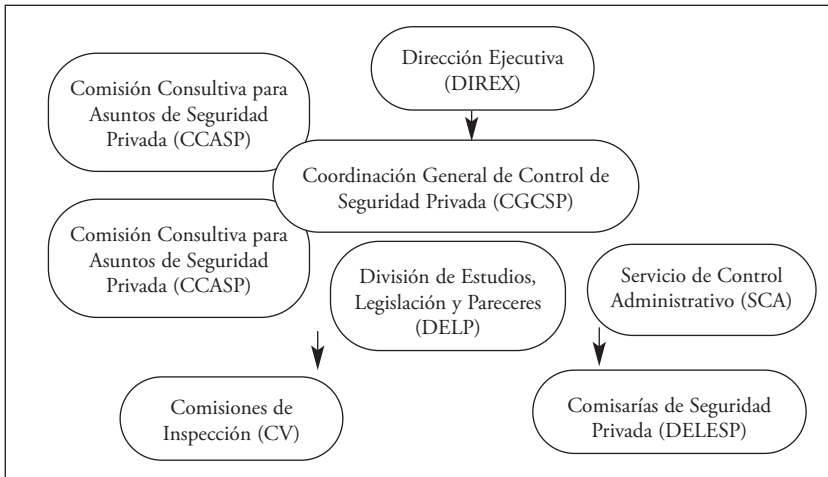 Dirección Ejecutiva
(DIREX)
Comisión Consultiva para
Asuntos de Seguridad
Privada (CCASP)
Coordinación General de Control de
Seguridad Privada (CGCSP)
Comisión Consultiva para
Asuntos de Seguridad
Privada (CCASP)
División de Estudios,
Legislación y Pareceres
(DELP)
Servicio de Control
Administrativo (SCA)
Comisiones de
Inspección (CV)
Comisarías de Seguridad
Privada (DELESP)